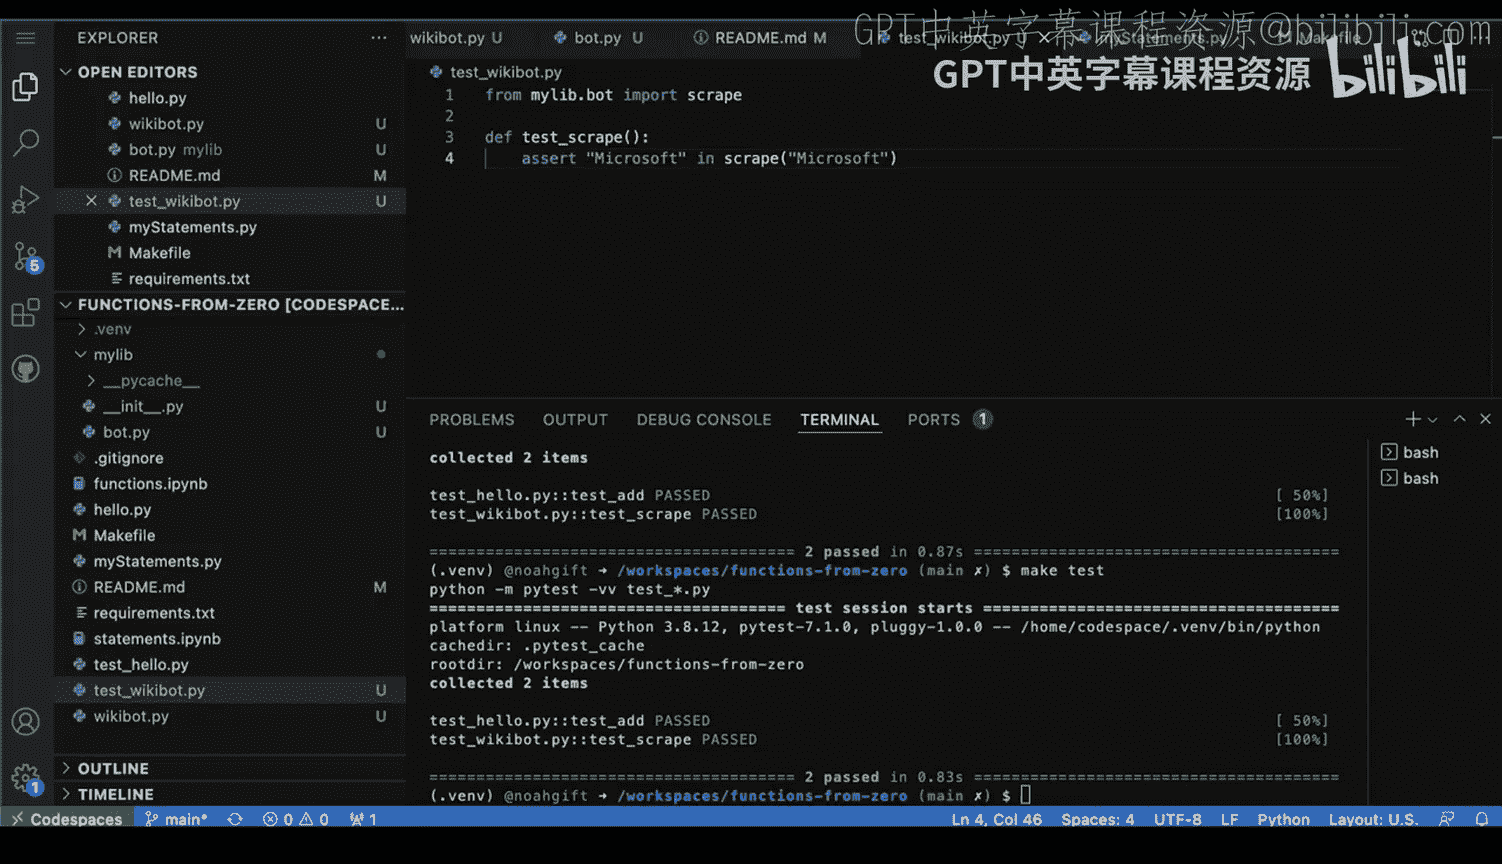 GPT中英字幕课程资源@bilibili.com
GPT中英字幕课程资源 bilibili
EXPLORER ···
wikibot.py U
bot.py U
README.md M
test_wikibot.py U
myStatements.py
Makefile
OPEN EDITORS
hello.py
wikibot.py U
bot.py mylib U
README.md M
test_wikibot.py U
myStatements.py
Makefile
requirements.txt
FUNCTIONS-FROM-ZERO [CODESPACE...
.venv
mylib
__pycache__
__init__.py U
bot.py U
.gitignore
functions.ipynb
hello.py
Makefile
myStatements.py
README.md M
requirements.txt
statements.ipynb
test_hello.py
test_wikibot.py U
wikibot.py U
OUTLINE
TIMELINE
5
1
test_wikibot.py
1 from mylib.bot import scrape
2
3 def test_scrape():
4 assert "Microsoft" in scrape("Microsoft")
PROBLEMS OUTPUT DEBUG CONSOLE TERMINAL PORTS 1
bash
bash
collected 2 items
test_hello.py::test_add PASSED [ 50%]
test_wikibot.py::test_scrape PASSED [100%]
======================================= 2 passed in 0.87s =======================================
(.venv) @noahgift ➜ /workspaces/functions-from-zero (main ✗) $ make test
python -m pytest -vv test_*.py
====================================== test session starts ======================================
platform linux -- Python 3.8.12, pytest-7.1.0, pluggy-1.0.0 -- /home/codespace/.venv/bin/python
cachedir: .pytest_cache
rootdir: /workspaces/functions-from-zero
collected 2 items
test_hello.py::test_add PASSED [ 50%]
test_wikibot.py::test_scrape PASSED [100%]
======================================= 2 passed in 0.83s =======================================
(.venv) @noahgift ➜ /workspaces/functions-from-zero (main ✗) $
Codespaces main* 0 0 1 Ln 4, Col 46 Spaces: 4 UTF-8 LF Python Layout: U.S.